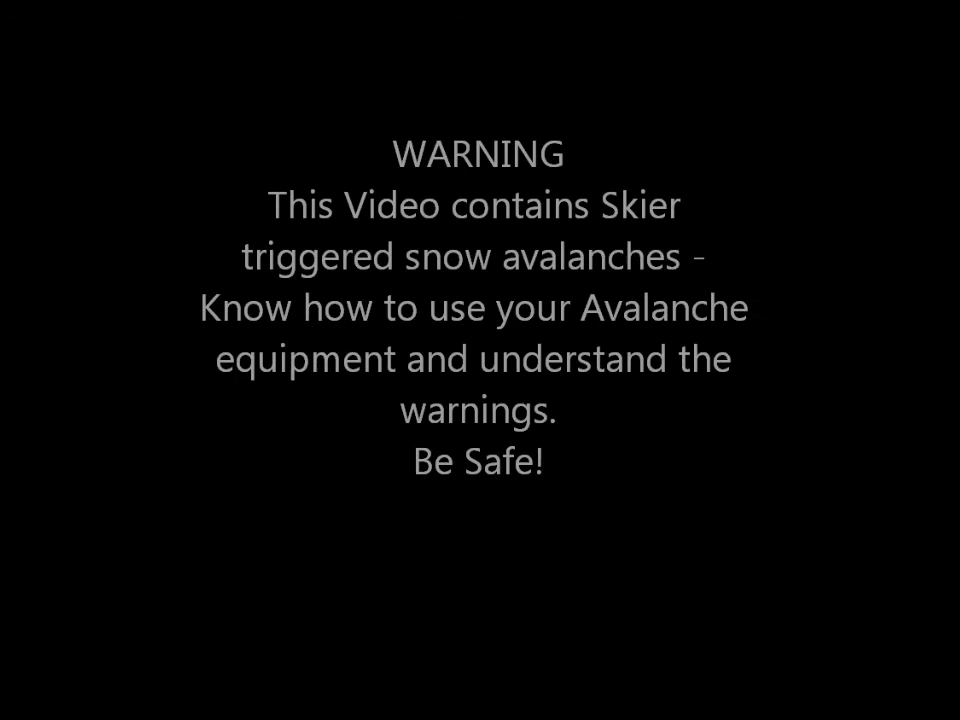 WARNING
This Video contains Skier
triggered snow avalanches -
Know how to use your Avalanche
equipment and understand the
warnings.
Be Safe!